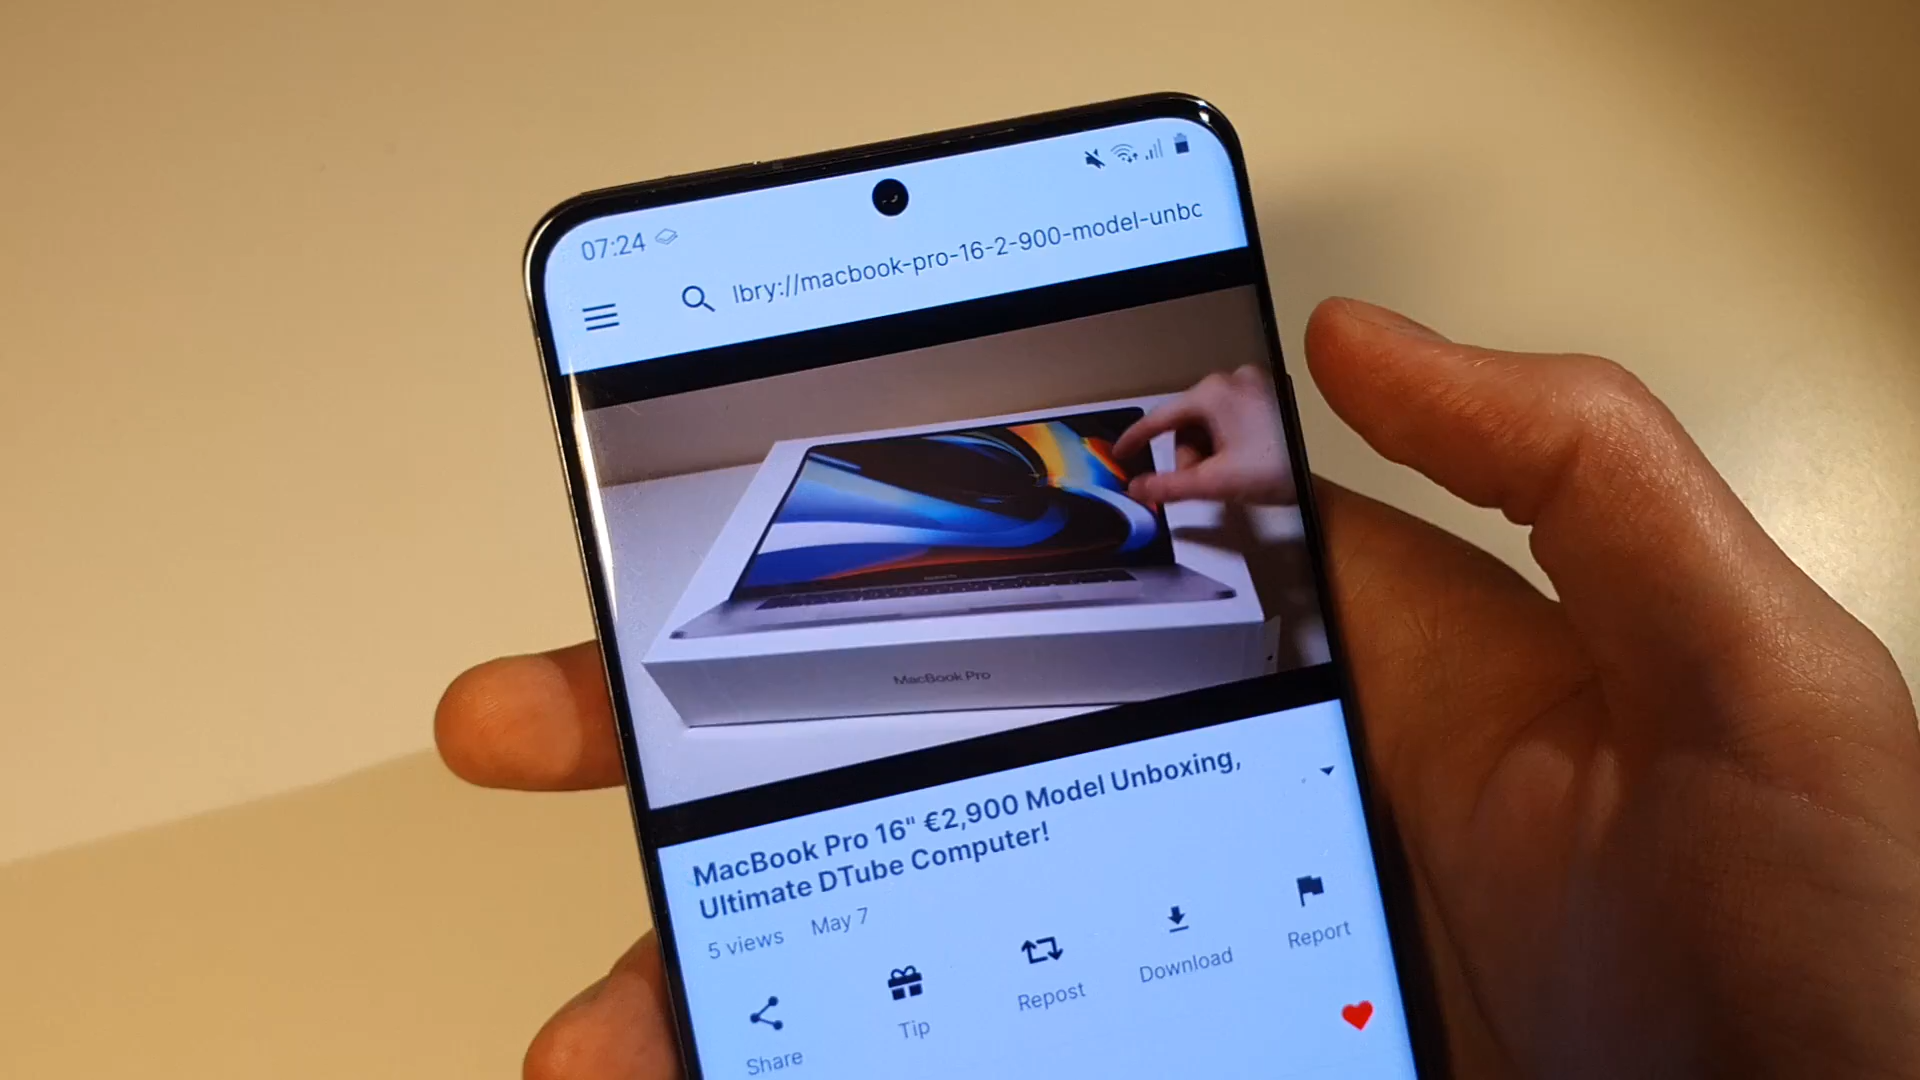 07:24
lbry://macbook-pro-16-2-900-model-unbc
MacBook Pro
MacBook Pro 16" €2,900 Model Unboxing,
Ultimate DTube Computer!
5 views May 7
Share Tip Repost Download Report